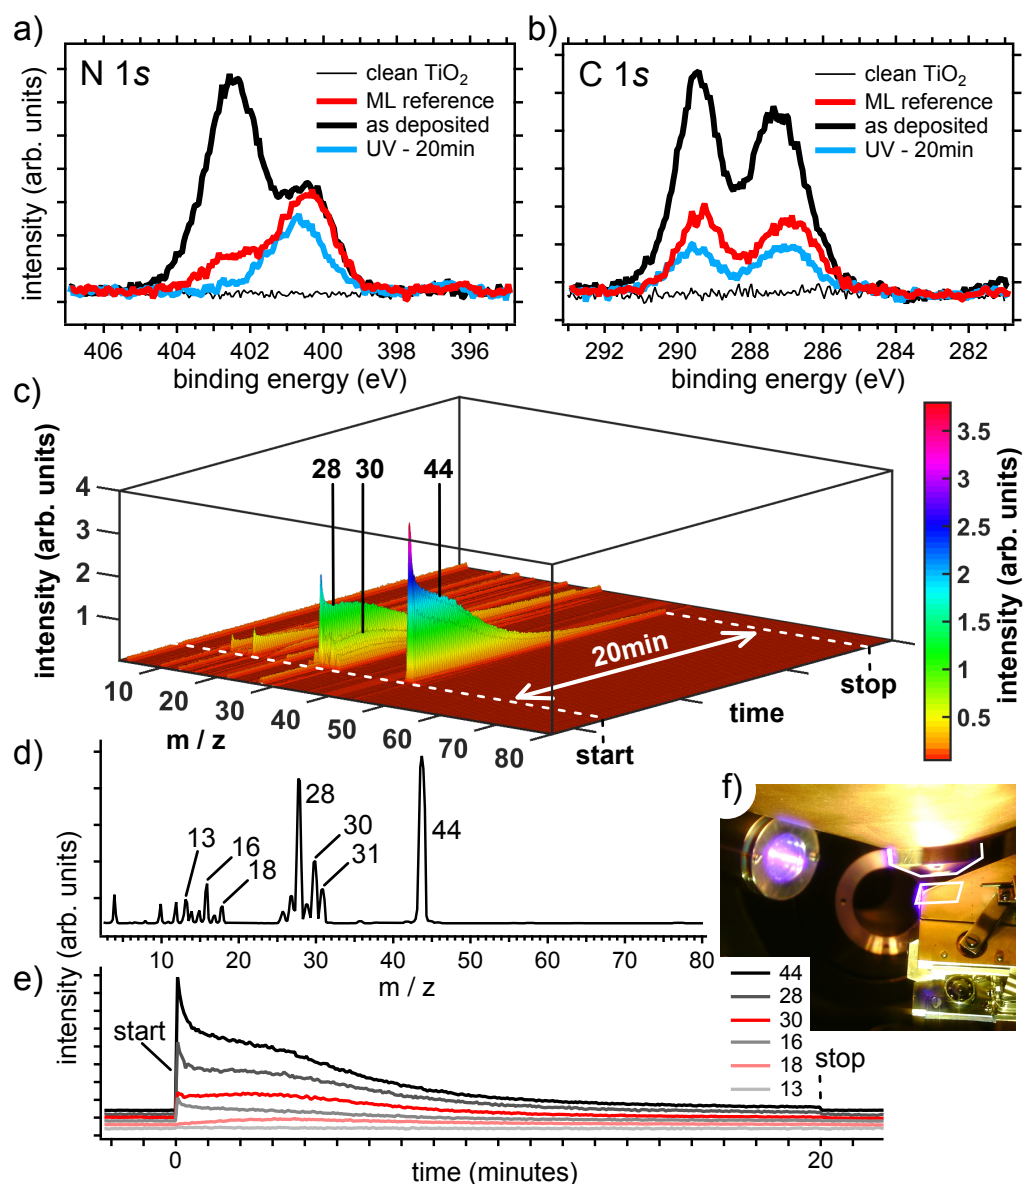 a)
N 1s
clean TiO₂
ML reference
as deposited
UV - 20min
intensity (arb. units)
406 404 402 400 398 396
binding energy (eV)
b)
C 1s
clean TiO₂
ML reference
as deposited
UV - 20min
292 290 288 286 284 282
binding energy (eV)
c)
intensity (arb. units)
4
3
2
1
28 30 44
20min
start
stop
time
10 20 30 40 50 60 70 80
m / z
3.5
3
2.5
2
1.5
1
0.5
intensity (arb. units)
d)
13
16
18
28
30
31
44
10 20 30 40 50 60 70 80
m / z
intensity (arb. units)
e)
start
stop
44
28
30
16
18
13
0 20
time (minutes)
f)